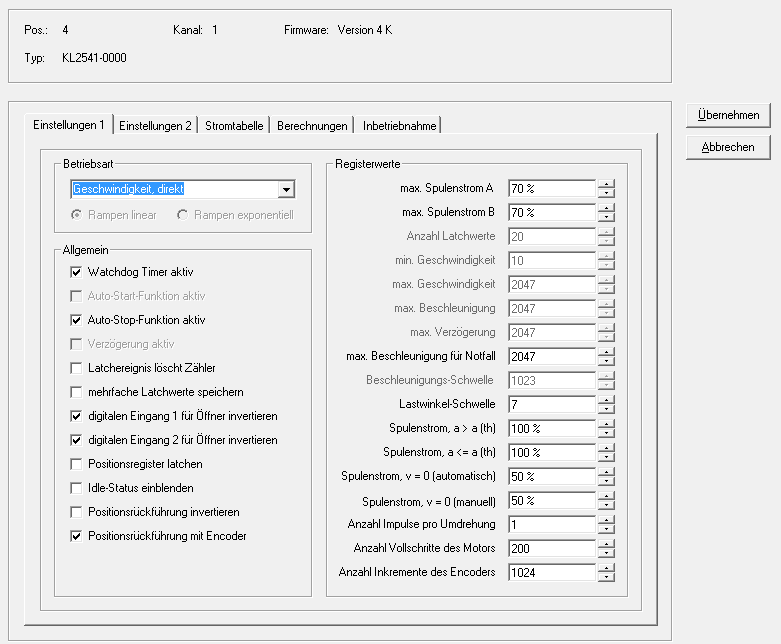 Pos.: 4 Kanal: 1 Firmware: Version 4 K
Typ: KL2541-0000
Übernehmen
Abbrechen
Einstellungen 1 Einstellungen 2 Stromtabelle Berechnungen Inbetriebnahme
Betriebsart
Geschwindigkeit, direkt
Rampen linear Rampen exponentiell
Allgemein
Watchdog Timer aktiv
Auto-Start-Funktion aktiv
Auto-Stop-Funktion aktiv
Verzögerung aktiv
Latchereignis löscht Zähler
mehrfache Latchwerte speichern
digitalen Eingang 1 für Öffner invertieren
digitalen Eingang 2 für Öffner invertieren
Positionsregister latchen
Idle-Status einblenden
Positionsrückführung invertieren
Positionsrückführung mit Encoder
Registerwerte
max. Spulenstrom A 70 %
max. Spulenstrom B 70 %
Anzahl Latchwerte 20
min. Geschwindigkeit 10
max. Geschwindigkeit 2047
max. Beschleunigung 2047
max. Verzögerung 2047
max. Beschleunigung für Notfall 2047
Beschleunigungs-Schwelle 1023
Lastwinkel-Schwelle 7
Spulenstrom, a > a (th) 100 %
Spulenstrom, a <= a (th) 100 %
Spulenstrom, v = 0 (automatisch) 50 %
Spulenstrom, v = 0 (manuell) 50 %
Anzahl Impulse pro Umdrehung 1
Anzahl Vollschritte des Motors 200
Anzahl Inkremente des Encoders 1024